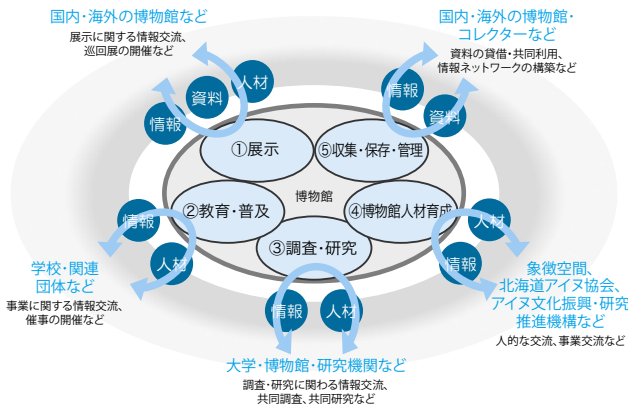 国内・海外の博物館など
展示に関する情報交流、
巡回展の開催など
国内・海外の博物館・
コレクターなど
資料の貸借・共同利用、
情報ネットワークの構築など
人材
資料
情報
情報
資料
①展示
⑤収集・保存・管理
博物館
②教育・普及
④博物館人材育成
③調査・研究
情報
人材
人材
情報
情報
人材
学校・関連
団体など
事業に関する情報交流、
催事の開催など
象徴空間、
北海道アイヌ協会、
アイヌ文化振興・研究
推進機構など
人的な交流、事業交流など
大学・博物館・研究機関など
調査・研究に関わる情報交流、
共同調査、共同研究など